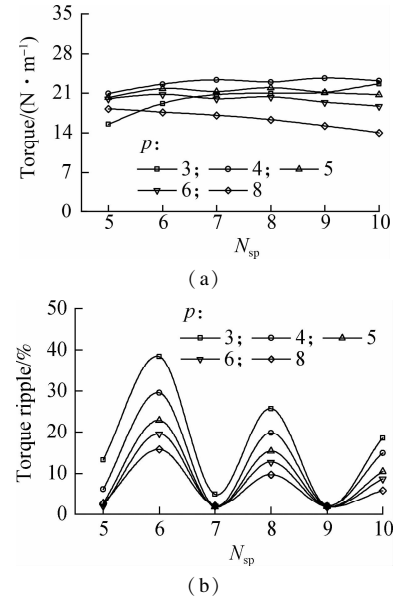 35
28
21
14
7
0
Torque/(N·m⁻¹)
p:
3; 4; 5
6; 8
5 6 7 8 9 10
Nsp
(a)
50
40
30
20
10
0
Torque ripple/%
p:
3; 4; 5
6; 8
5 6 7 8 9 10
Nsp
(b)